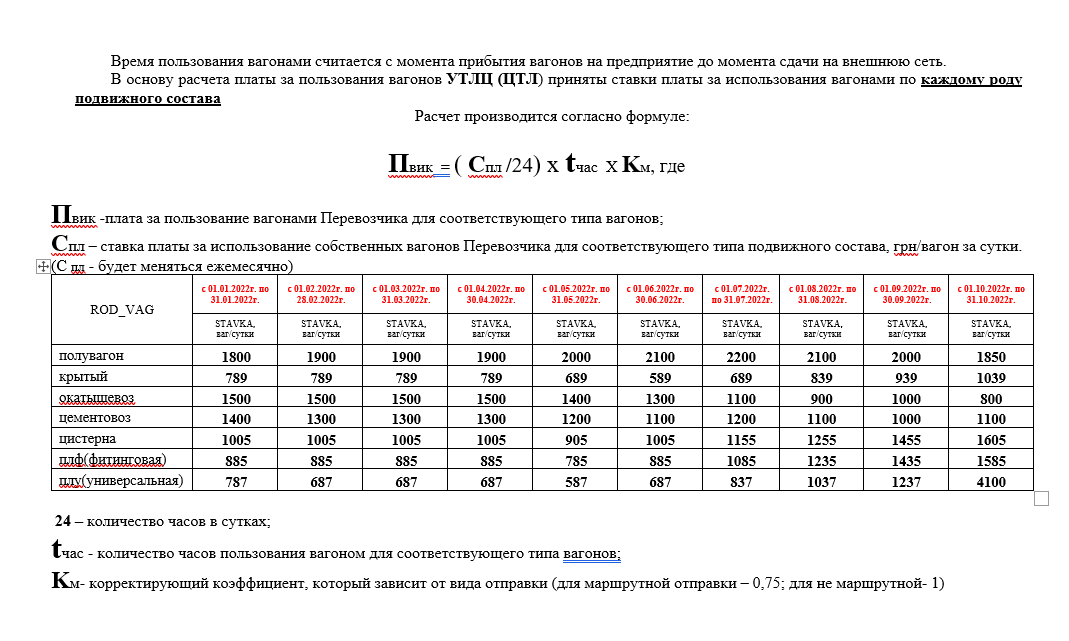 Время пользования вагонами считается с момента прибытия вагонов на предприятие до момента сдачи на внешнюю сеть.
В основу расчета платы за пользования вагонов УТЛЦ (ЦТЛ) приняты ставки платы за использования вагонами по каждому роду
подвижного состава
Расчет производится согласно формуле:
Пвик = ( Спл /24) х tчас х Км, где
Пвик -плата за пользование вагонами Перевозчика для соответствующего типа вагонов;
Спл – ставка платы за использование собственных вагонов Перевозчика для соответствующего типа подвижного состава, грн/вагон за сутки.
(С пл - будет меняться ежемесячно)
ROD_VAG с 01.01.2022г. по 31.01.2022г. с 01.02.2022г. по 28.02.2022г. с 01.03.2022г. по 31.03.2022г. с 01.04.2022г. по 30.04.2022г. с 01.05.2022г. по 31.05.2022г. с 01.06.2022г. по 30.06.2022г. с 01.07.2022г. по 31.07.2022г. с 01.08.2022г. по 31.08.2022г. с 01.09.2022г. по 30.09.2022г. с 01.10.2022г. по 31.10.2022г.
STAVKA, ваг/сутки STAVKA, ваг/сутки STAVKA, ваг/сутки STAVKA, ваг/сутки STAVKA, ваг/сутки STAVKA, ваг/сутки STAVKA, ваг/сутки STAVKA, ваг/сутки STAVKA, ваг/сутки STAVKA, ваг/сутки
полувагон 1800 1900 1900 1900 2000 2100 2200 2100 2000 1850
крытый 789 789 789 789 689 589 689 839 939 1039
окатышевоз 1500 1500 1500 1500 1400 1300 1100 900 1000 800
цементовоз 1400 1300 1300 1300 1200 1100 1200 1100 1000 1100
цистерна 1005 1005 1005 1005 905 1005 1155 1255 1455 1605
плф(фитинговая) 885 885 885 885 785 885 1085 1235 1435 1585
плу(универсальная) 787 687 687 687 587 687 837 1037 1237 4100
24 – количество часов в сутках;
tчас - количество часов пользования вагоном для соответствующего типа вагонов;
Км- корректирующий коэффициент, который зависит от вида отправки (для маршрутной отправки – 0,75; для не маршрутной- 1)